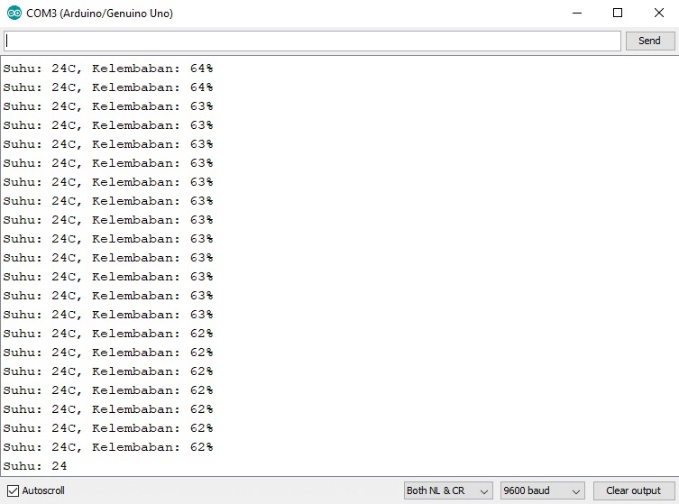 COM3 (Arduino/Genuino Uno)
Send
Suhu: 24C, Kelembaban: 64%
Suhu: 24C, Kelembaban: 64%
Suhu: 24C, Kelembaban: 63%
Suhu: 24C, Kelembaban: 63%
Suhu: 24C, Kelembaban: 63%
Suhu: 24C, Kelembaban: 63%
Suhu: 24C, Kelembaban: 63%
Suhu: 24C, Kelembaban: 63%
Suhu: 24C, Kelembaban: 63%
Suhu: 24C, Kelembaban: 63%
Suhu: 24C, Kelembaban: 63%
Suhu: 24C, Kelembaban: 63%
Suhu: 24C, Kelembaban: 63%
Suhu: 24C, Kelembaban: 63%
Suhu: 24C, Kelembaban: 62%
Suhu: 24C, Kelembaban: 62%
Suhu: 24C, Kelembaban: 62%
Suhu: 24C, Kelembaban: 62%
Suhu: 24C, Kelembaban: 62%
Suhu: 24C, Kelembaban: 62%
Suhu: 24C, Kelembaban: 62%
Suhu: 24
Autoscroll Both NL & CR 9600 baud Clear output